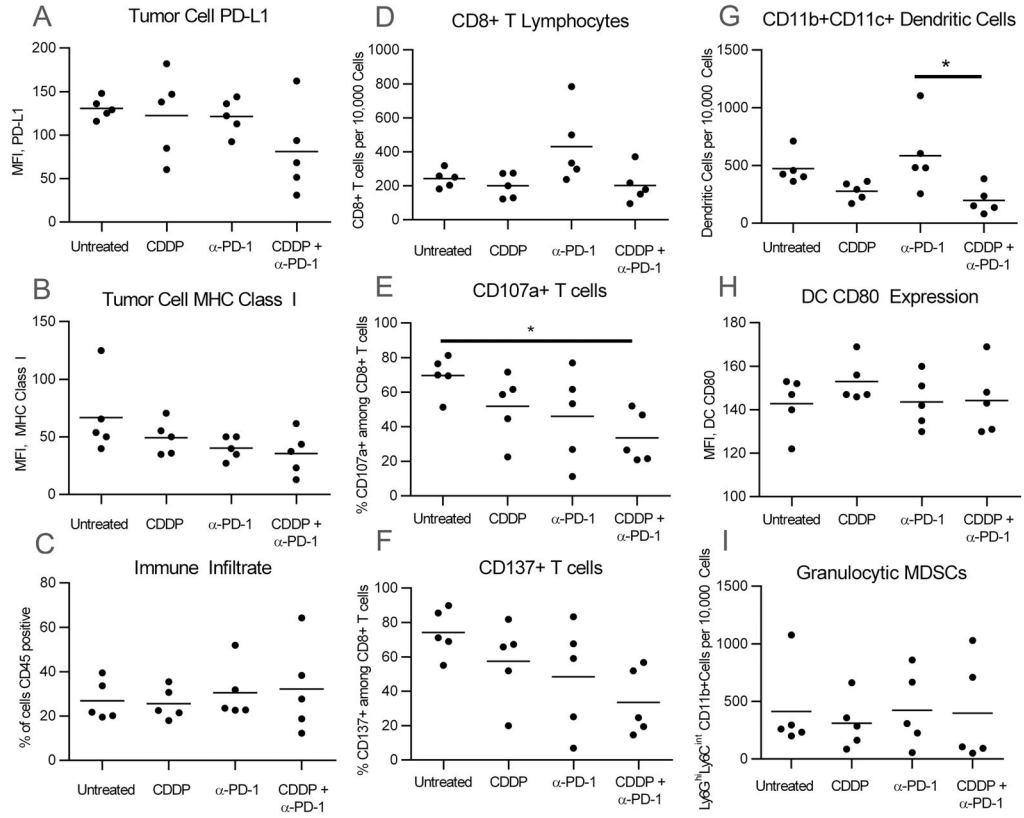 A
Tumor Cell PD-L1
MFI, PD-L1
200
150
100
50
0
Untreated CDDP α-PD-1 CDDP +
α-PD-1
B
Tumor Cell MHC Class I
MFI, MHC Class I
150
100
50
0
Untreated CDDP α-PD-1 CDDP +
α-PD-1
C
Immune Infiltrate
% of cells CD45 positive
80
60
40
20
0
Untreated CDDP α-PD-1 CDDP +
α-PD-1
D
CD8+ T Lymphocytes
CD8+ T Cells per 10,000 Cells
1000
800
600
400
200
0
Untreated CDDP α-PD-1 CDDP +
α-PD-1
E
CD107a+ T cells
% CD107a+ among CD8+ T cells
100
80
60
40
20
0
*
Untreated CDDP α-PD-1 CDDP +
α-PD-1
F
CD137+ T cells
% CD137+ among CD8+ T cells
100
80
60
40
20
0
Untreated CDDP α-PD-1 CDDP +
α-PD-1
G
CD11b+CD11c+ Dendritic Cells
Dendritic Cells per 10,000 Cells
1500
1000
500
0
*
Untreated CDDP α-PD-1 CDDP +
α-PD-1
H
DC CD80 Expression
MFI, DC CD80
180
160
140
120
100
Untreated CDDP α-PD-1 CDDP +
α-PD-1
I
Granulocytic MDSCs
Ly6GhiLy6Cint CD11b+Cells per 10,000 Cells
1500
1000
500
0
Untreated CDDP α-PD-1 CDDP +
α-PD-1